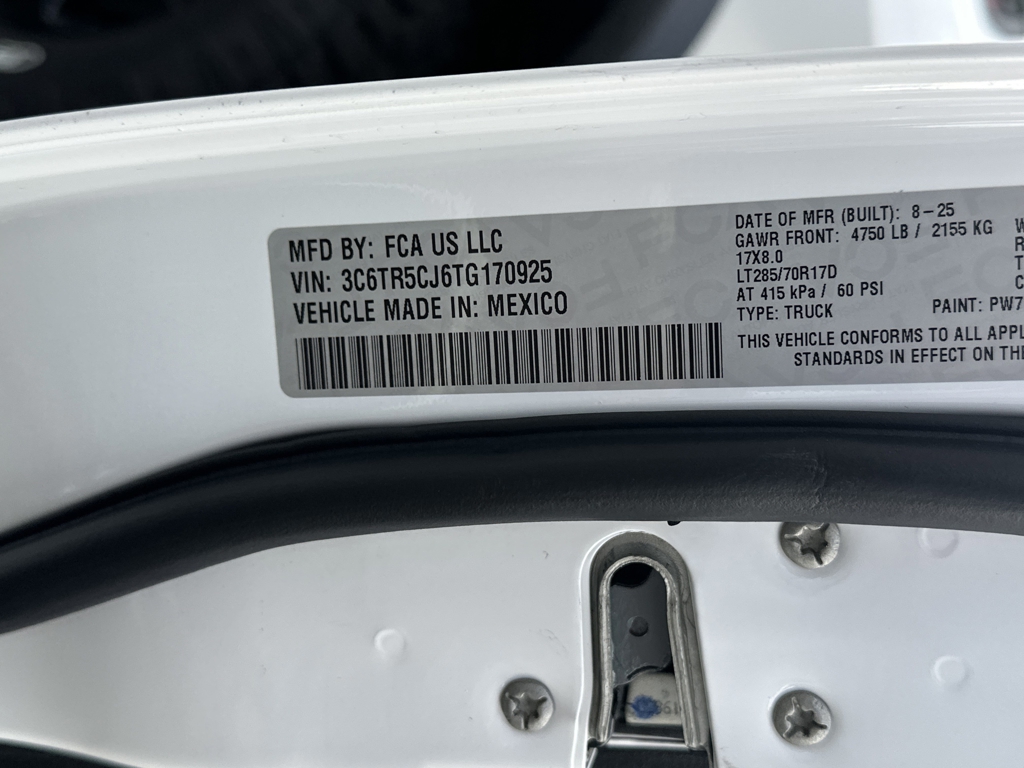 MFD BY: FCA US LLC
VIN: 3C6TR5CJ6TG170925
VEHICLE MADE IN: MEXICO
DATE OF MFR (BUILT): 8-25
GAWR FRONT: 4750 LB / 2155 KG
17X8.0
LT285/70R17D
AT 415 kPa / 60 PSI
TYPE: TRUCK
PAINT: PW7
THIS VEHICLE CONFORMS TO ALL
STANDARDS IN EFFECT ON